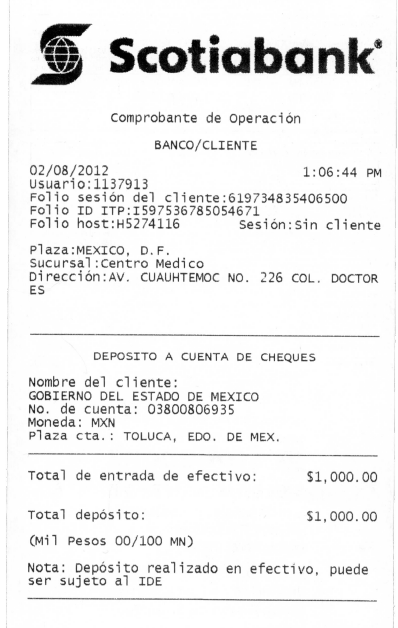 Scotiabank®
Comprobante de Operación
BANCO/CLIENTE
02/08/2012 1:06:44 PM
Usuario:1137913
Folio sesión del cliente:619734835406500
Folio ID ITP:I597536785054671
Folio host:H5274116 Sesión:Sin cliente
Plaza:MEXICO, D.F.
Sucursal:Centro Medico
Dirección:AV. CUAUHTEMOC NO. 226 COL. DOCTOR
ES
DEPOSITO A CUENTA DE CHEQUES
Nombre del cliente:
GOBIERNO DEL ESTADO DE MEXICO
No. de cuenta: 03800806935
Moneda: MXN
Plaza cta.: TOLUCA, EDO. DE MEX.
Total de entrada de efectivo: $1,000.00
Total depósito: $1,000.00
(Mil Pesos 00/100 MN)
Nota: Depósito realizado en efectivo, puede
ser sujeto al IDE